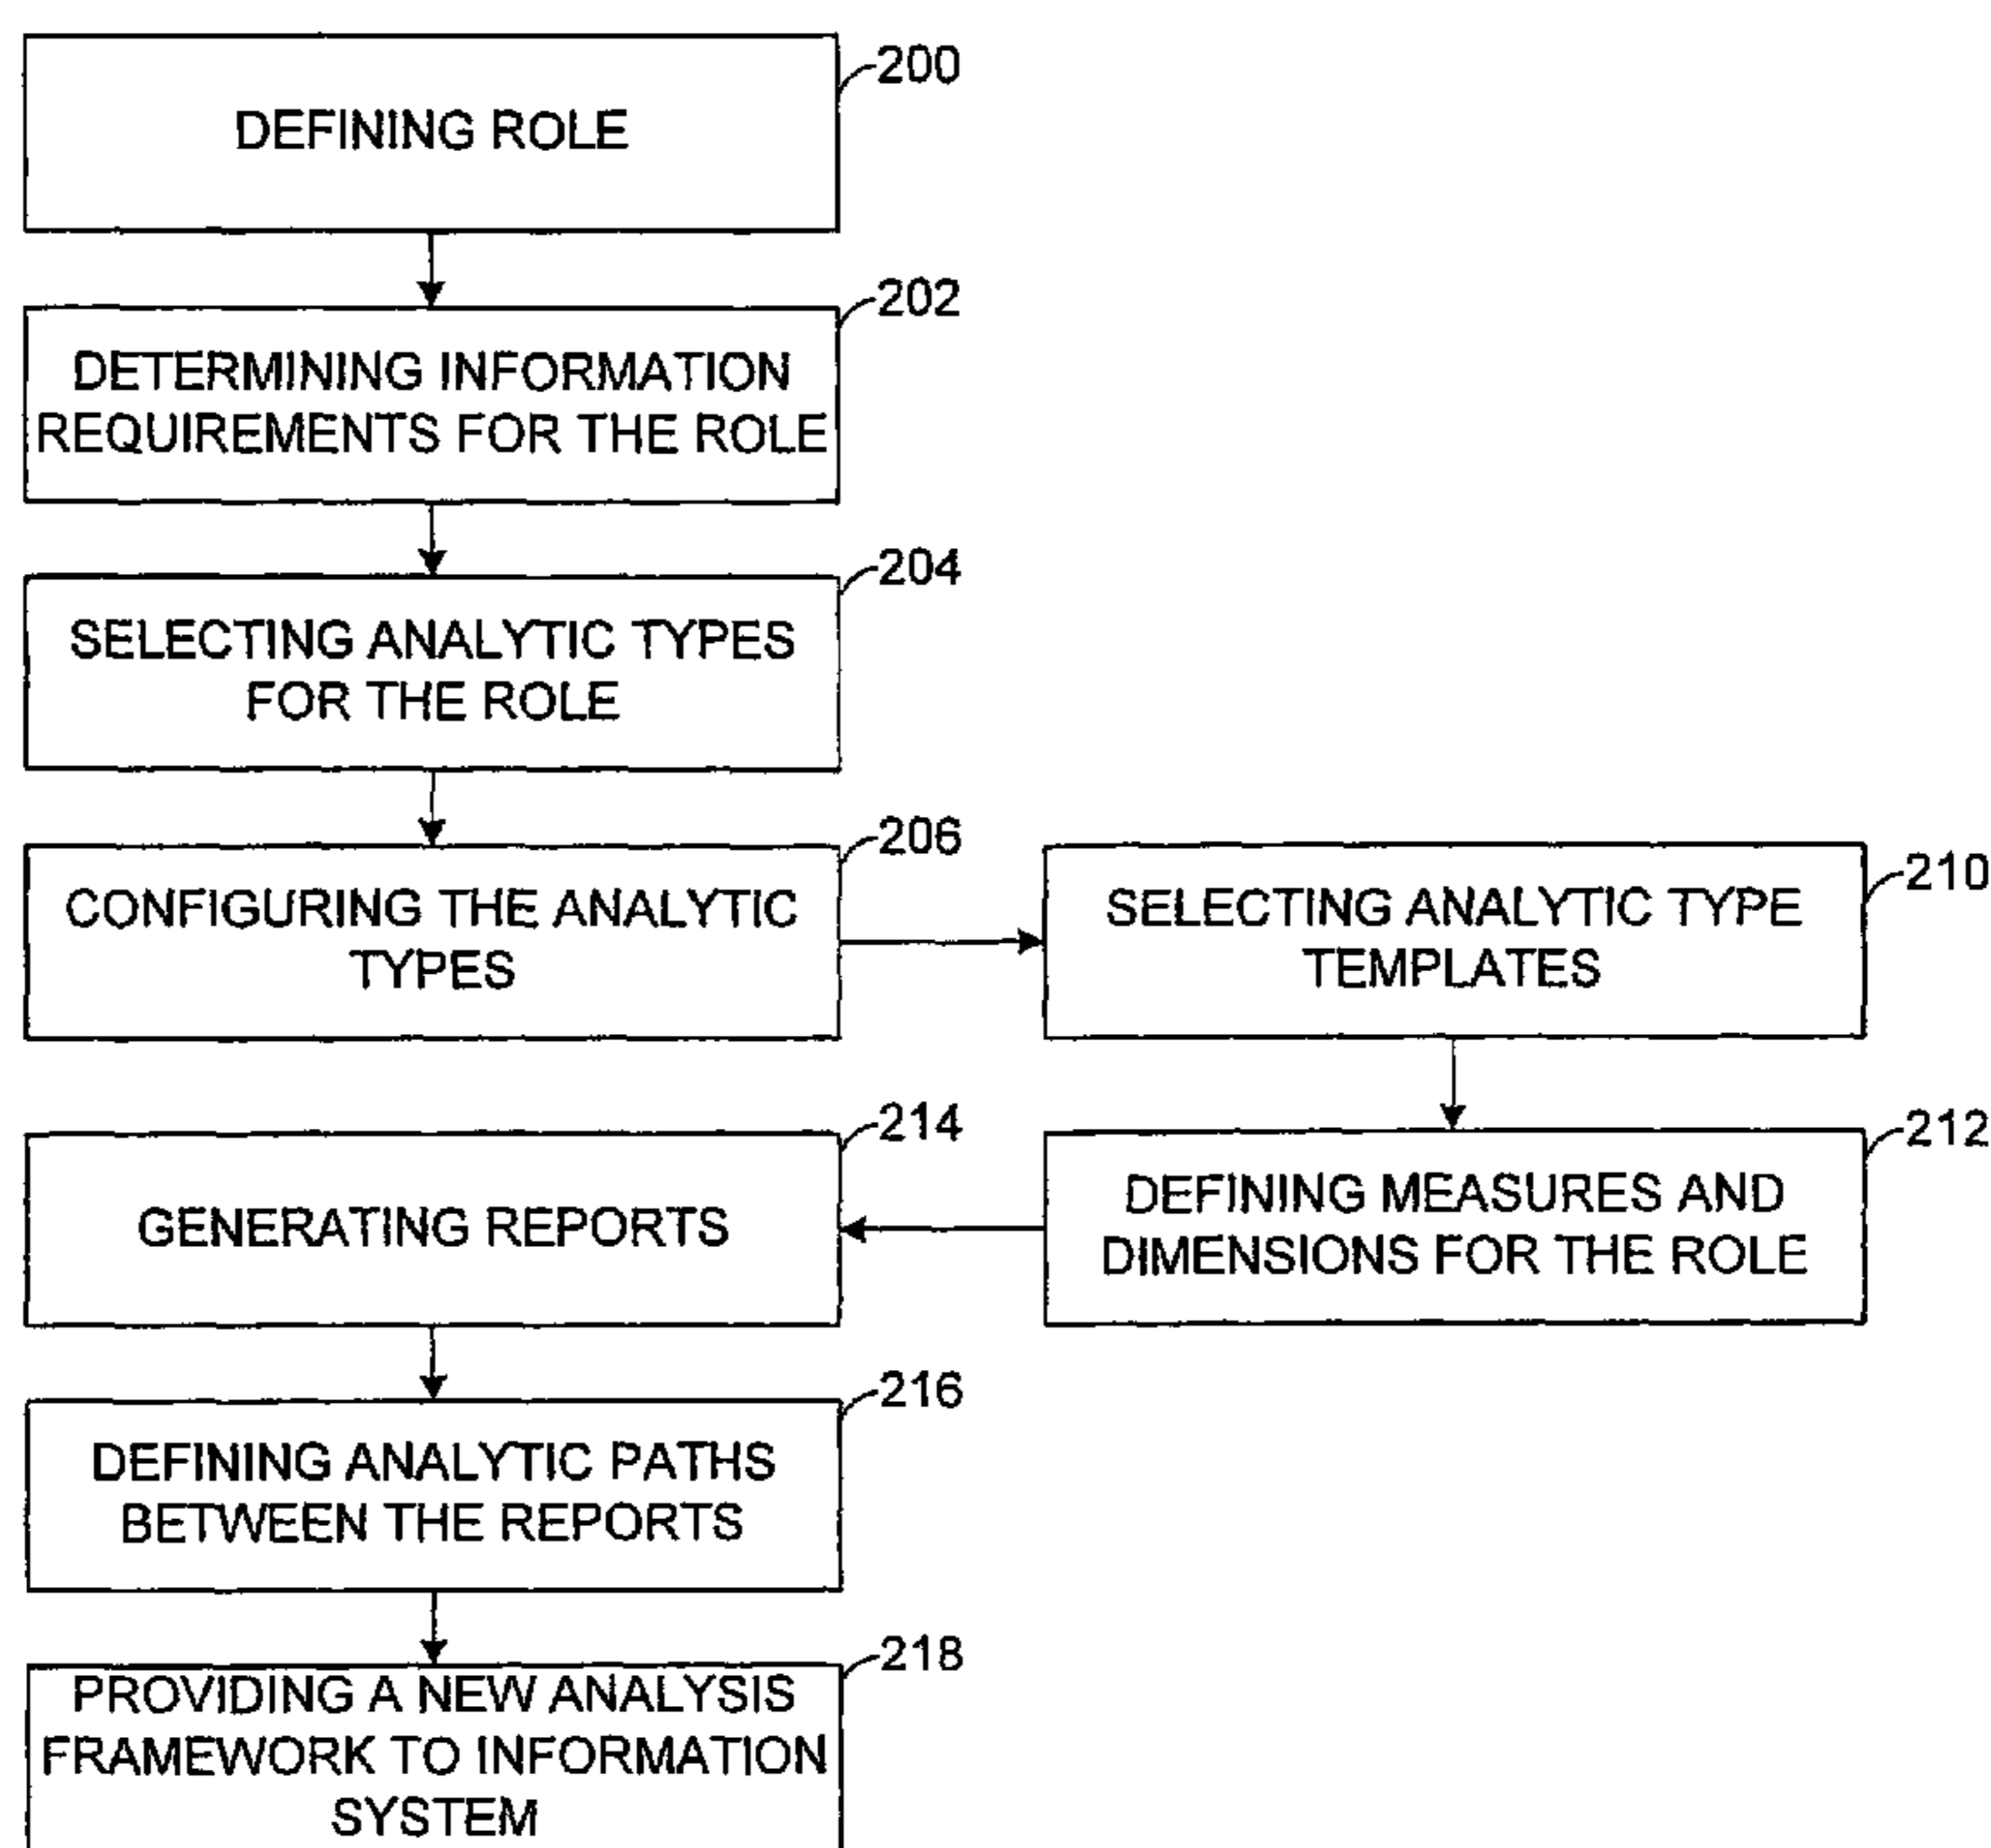 200
DEFINING ROLE
202
DETERMINING INFORMATION
REQUIREMENTS FOR THE ROLE
204
SELECTING ANALYTIC TYPES
FOR THE ROLE
206
CONFIGURING THE ANALYTIC
TYPES
210
SELECTING ANALYTIC TYPE
TEMPLATES
212
DEFINING MEASURES AND
DIMENSIONS FOR THE ROLE
214
GENERATING REPORTS
216
DEFINING ANALYTIC PATHS
BETWEEN THE REPORTS
218
PROVIDING A NEW ANALYSIS
FRAMEWORK TO INFORMATION
SYSTEM